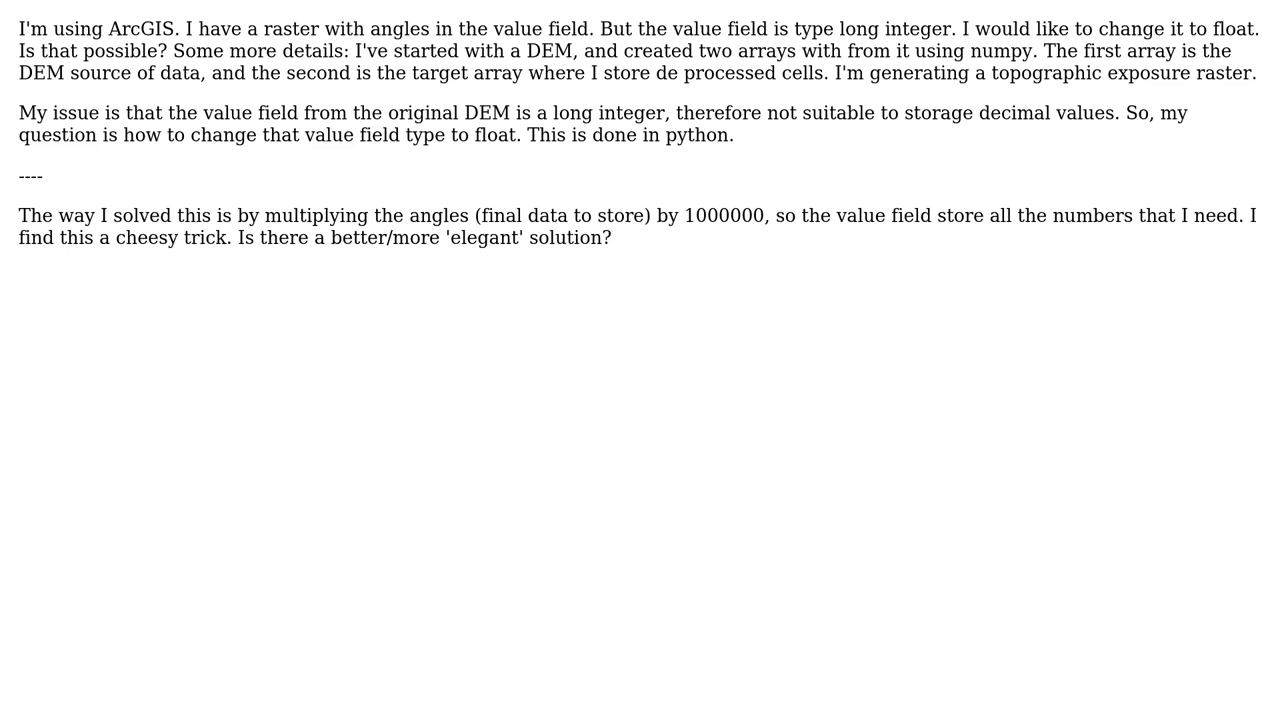 I'm using ArcGIS. I have a raster with angles in the value field. But the value field is type long integer. I would like to change it to float.
Is that possible? Some more details: I've started with a DEM, and created two arrays with from it using numpy. The first array is the
DEM source of data, and the second is the target array where I store de processed cells. I'm generating a topographic exposure raster.
My issue is that the value field from the original DEM is a long integer, therefore not suitable to storage decimal values. So, my
question is how to change that value field type to float. This is done in python.
----
The way I solved this is by multiplying the angles (final data to store) by 1000000, so the value field store all the numbers that I need. I
find this a cheesy trick. Is there a better/more 'elegant' solution?